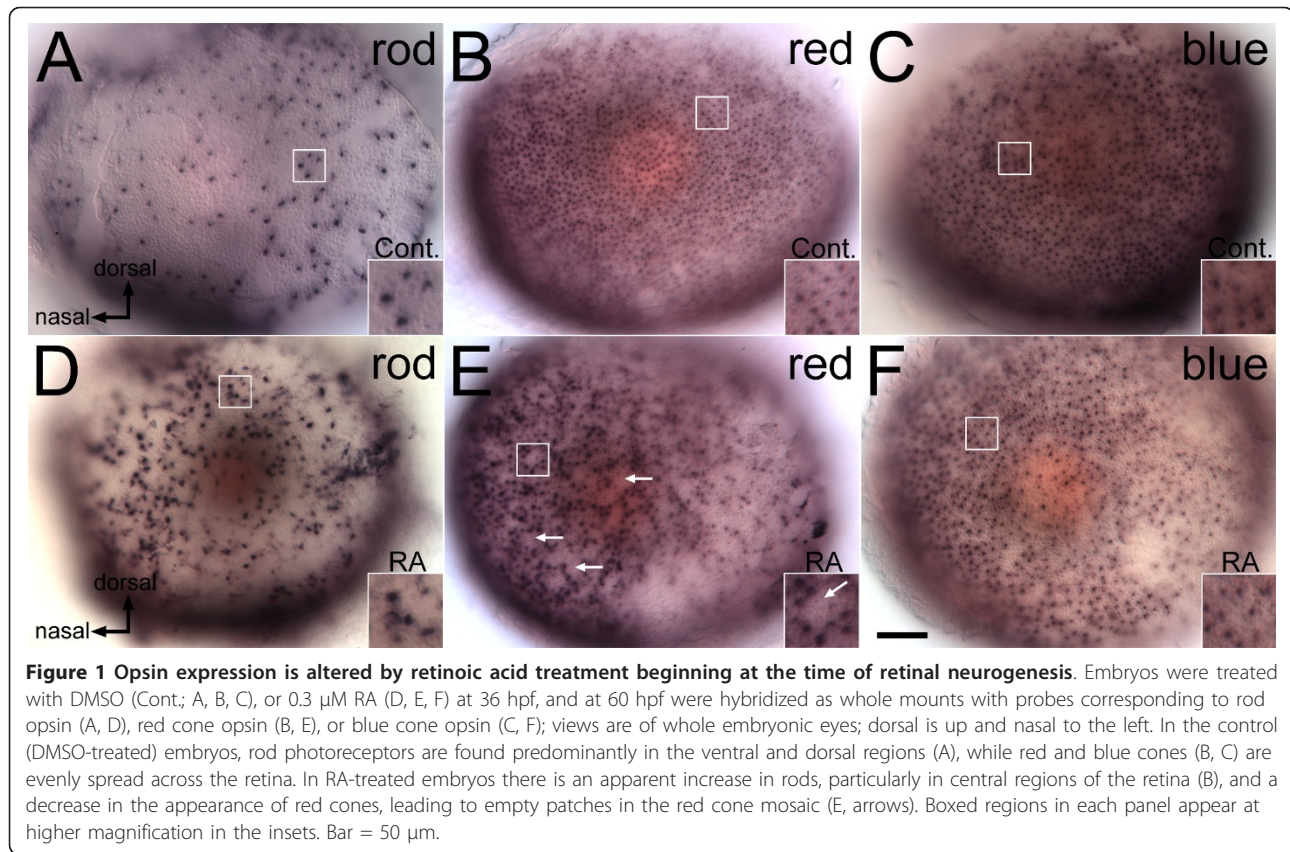 A rod
B red
C blue
Cont.
Cont.
Cont.
dorsal
nasal
D rod
E red
F blue
RA
RA
RA
dorsal
nasal
Figure 1 Opsin expression is altered by retinoic acid treatment beginning at the time of retinal neurogenesis. Embryos were treated
with DMSO (Cont.; A, B, C), or 0.3 μM RA (D, E, F) at 36 hpf, and at 60 hpf were hybridized as whole mounts with probes corresponding to rod
opsin (A, D), red cone opsin (B, E), or blue cone opsin (C, F); views are of whole embryonic eyes; dorsal is up and nasal to the left. In the control
(DMSO-treated) embryos, rod photoreceptors are found predominantly in the ventral and dorsal regions (A), while red and blue cones (B, C) are
evenly spread across the retina. In RA-treated embryos there is an apparent increase in rods, particularly in central regions of the retina (B), and a
decrease in the appearance of red cones, leading to empty patches in the red cone mosaic (E, arrows). Boxed regions in each panel appear at
higher magnification in the insets. Bar = 50 μm.